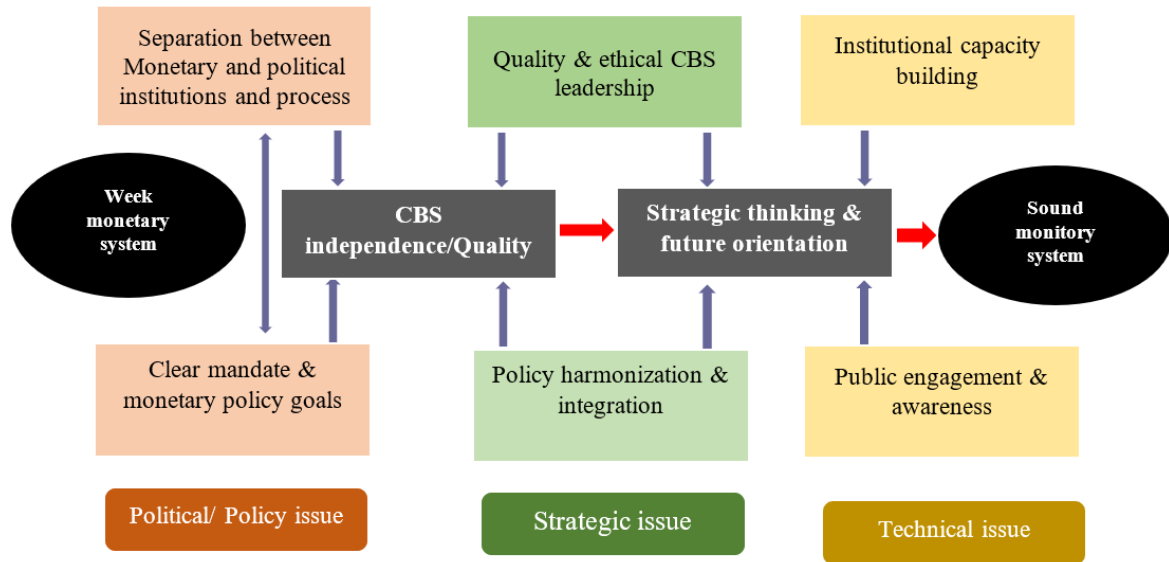 Separation between
Monetary and political
institutions and process
Quality & ethical CBS
leadership
Institutional capacity
building
Week
monetary
system
CBS
independence/Quality
Strategic thinking &
future orientation
Sound
monitory
system
Clear mandate &
monetary policy goals
Policy harmonization &
integration
Public engagement &
awareness
Political/ Policy issue
Strategic issue
Technical issue